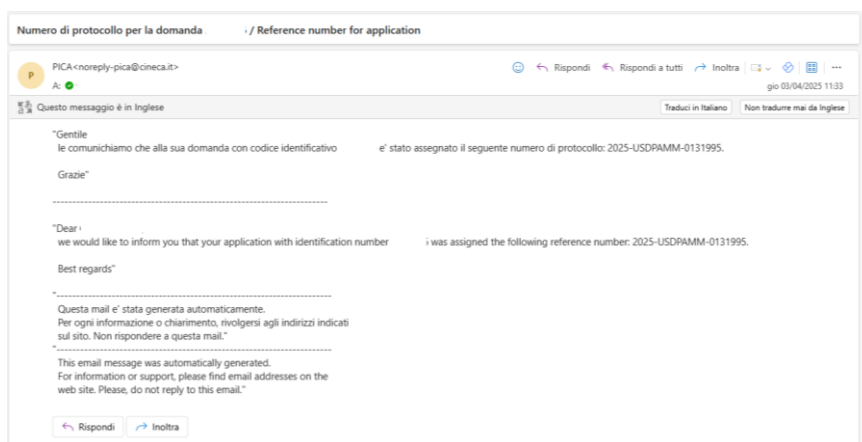 Numero di protocollo per la domanda / Reference number for application
P
PICA<noreply-pica@cineca.it>
A:
Rispondi Rispondi a tutti Inoltra
gio 03/04/2025 11:33
Questo messaggio è in Inglese
Traduci in Italiano Non tradurre mai da Inglese
"Gentile
le comunichiamo che alla sua domanda con codice identificativo e' stato assegnato il seguente numero di protocollo: 2025-USDPAMM-0131995.
Grazie"
--------------------------------------------------------------------
"Dear
we would like to inform you that your application with identification number was assigned the following reference number: 2025-USDPAMM-0131995.
Best regards"
"--------------------------------------------------------------------
Questa mail e' stata generata automaticamente.
Per ogni informazione o chiarimento, rivolgersi agli indirizzi indicati
sul sito. Non rispondere a questa mail."
"--------------------------------------------------------------------
This email message was automatically generated.
For information or support, please find email addresses on the
web site. Please, do not reply to this email."
Rispondi Inoltra